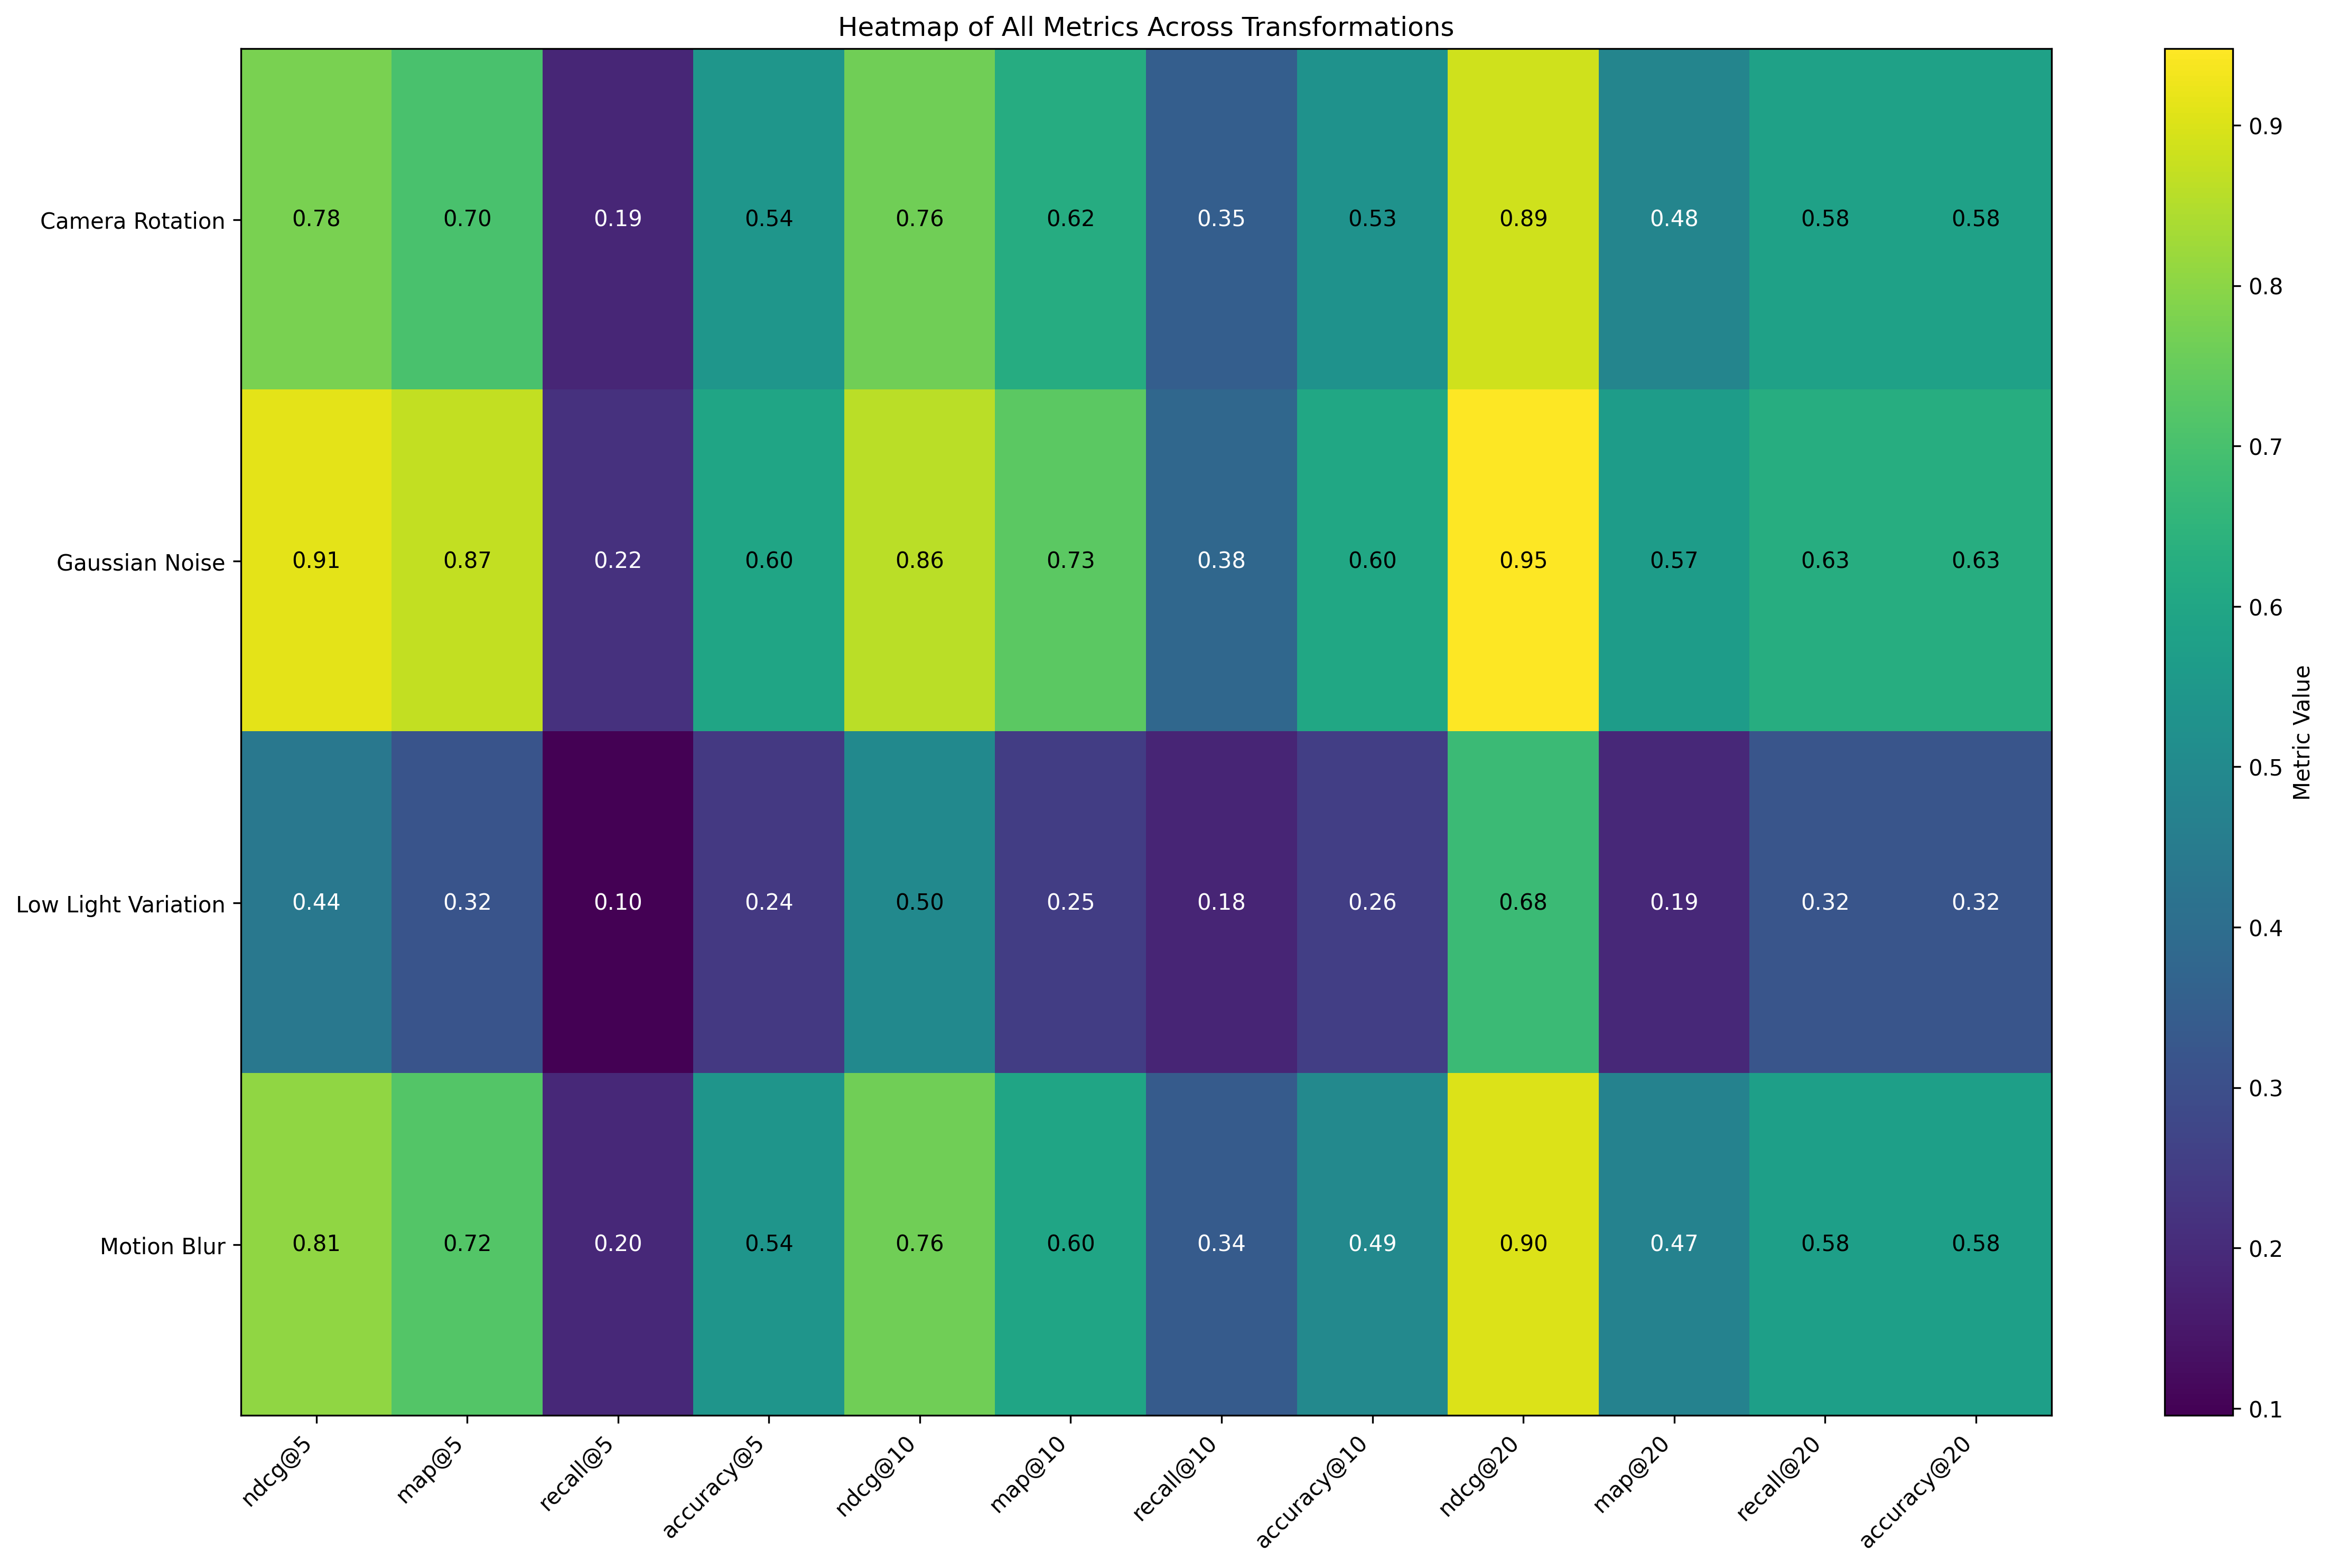 Heatmap of All Metrics Across Transformations
Camera Rotation 0.78 0.70 0.19 0.54 0.76 0.62 0.35 0.53 0.89 0.48 0.58 0.58
Gaussian Noise 0.91 0.87 0.22 0.60 0.86 0.73 0.38 0.60 0.95 0.57 0.63 0.63
Low Light Variation 0.44 0.32 0.10 0.24 0.50 0.25 0.18 0.26 0.68 0.19 0.32 0.32
Motion Blur 0.81 0.72 0.20 0.54 0.76 0.60 0.34 0.49 0.90 0.47 0.58 0.58
ndcg@5 map@5 recall@5 accuracy@5 ndcg@10 map@10 recall@10 accuracy@10 ndcg@20 map@20 recall@20 accuracy@20
0.9
0.8
0.7
0.6
0.5
0.4
0.3
0.2
0.1
Metric Value